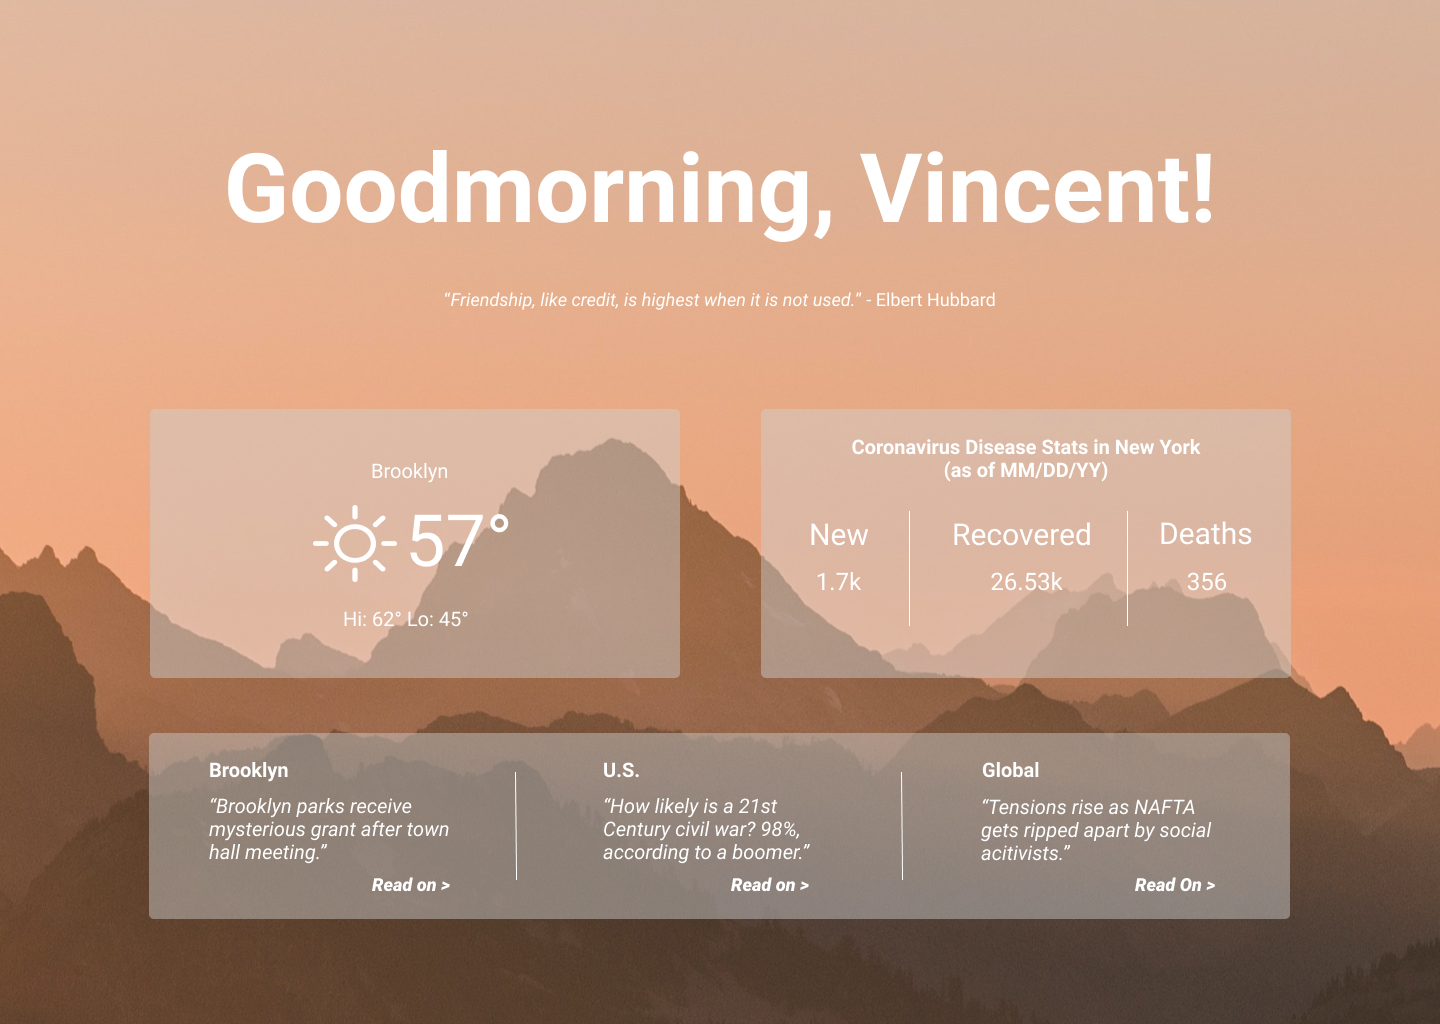 Goodmorning, Vincent!
“Friendship, like credit, is highest when it is not used.” - Elbert Hubbard
Brooklyn
57°
Hi: 62° Lo: 45°
Coronavirus Disease Stats in New York
(as of MM/DD/YY)
New
1.7k
Recovered
26.53k
Deaths
356
Brooklyn
“Brooklyn parks receive
mysterious grant after town
hall meeting.”
Read on >
U.S.
“How likely is a 21st
Century civil war? 98%,
according to a boomer.”
Read on >
Global
“Tensions rise as NAFTA
gets ripped apart by social
acitivists.”
Read On >